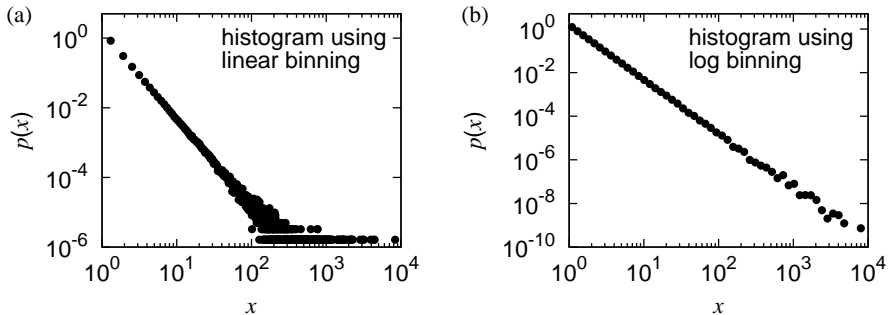 (a)
histogram using
linear binning
p(x)
10^0
10^-2
10^-4
10^-6
10^0
10^1
10^2
10^3
10^4
x
(b)
histogram using
log binning
p(x)
10^0
10^-2
10^-4
10^-6
10^-8
10^-10
10^0
10^1
10^2
10^3
10^4
x